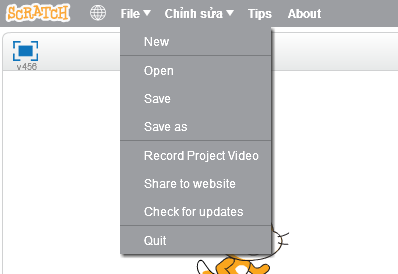 SCRATCH File Chỉnh sửa Tips About
v456
New
Open
Save
Save as
Record Project Video
Share to website
Check for updates
Quit